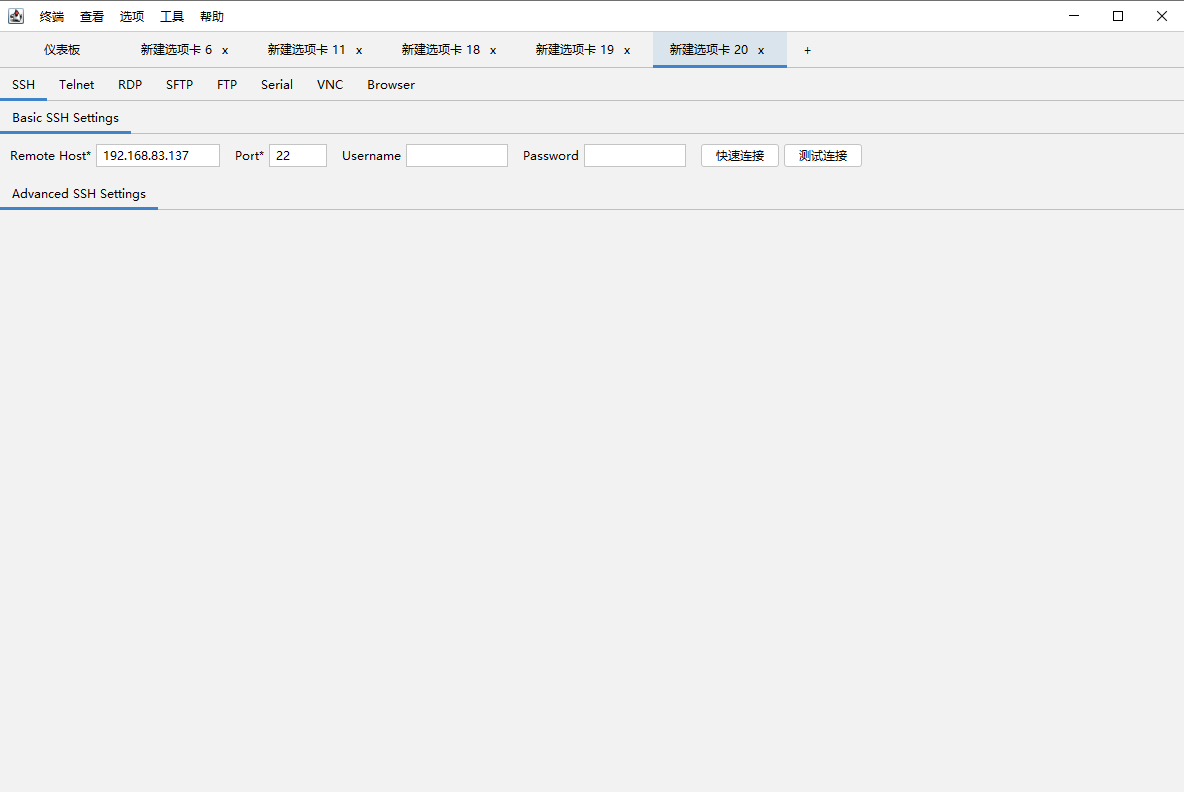 终端 查看 选项 工具 帮助
仪表板 新建选项卡 6 x 新建选项卡 11 x 新建选项卡 18 x 新建选项卡 19 x 新建选项卡 20 x +
SSH Telnet RDP SFTP FTP Serial VNC Browser
Basic SSH Settings
Remote Host* 192.168.83.137 Port* 22 Username Password 快速连接 测试连接
Advanced SSH Settings